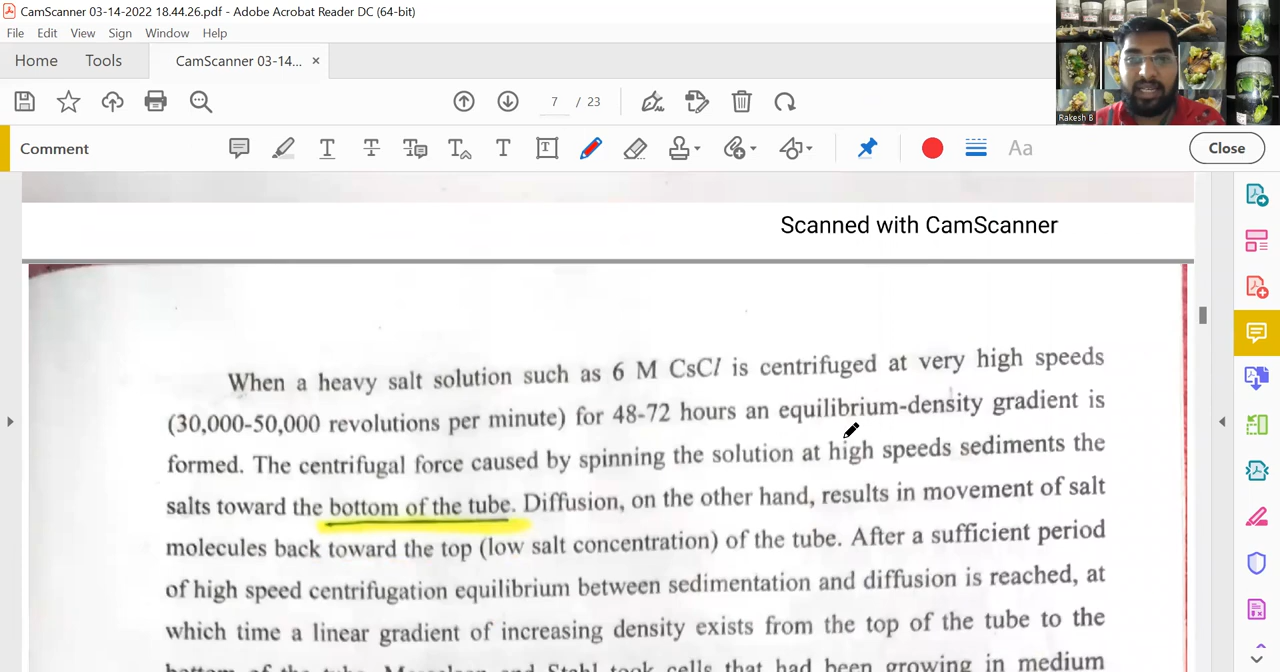 CamScanner 03-14-2022 18.44.26.pdf - Adobe Acrobat Reader DC (64-bit)
File Edit View Sign Window Help
Home Tools CamScanner 03-14... ×
7 / 23
Rakesh B
Comment
Aa
Close
Scanned with CamScanner
When a heavy salt solution such as 6 M CsCl is centrifuged at very high speeds
(30,000-50,000 revolutions per minute) for 48-72 hours an equilibrium-density gradient is
formed. The centrifugal force caused by spinning the solution at high speeds sediments the
salts toward the bottom of the tube. Diffusion, on the other hand, results in movement of salt
molecules back toward the top (low salt concentration) of the tube. After a sufficient period
of high speed centrifugation equilibrium between sedimentation and diffusion is reached, at
which time a linear gradient of increasing density exists from the top of the tube to the
bottom of the tube. Meselson and Stahl took cells that had been growing in medium